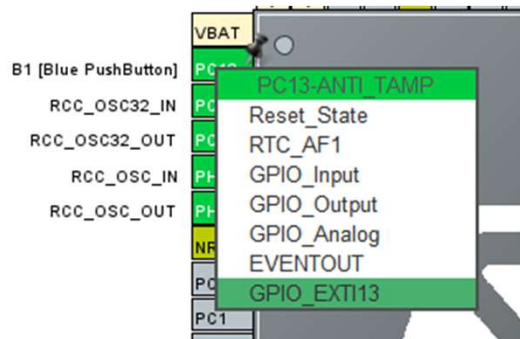 VBAT
B1 [Blue PushButton]
RCC_OSC32_IN
RCC_OSC32_OUT
RCC_OSC_IN
RCC_OSC_OUT
PC13-ANTI_TAMP
Reset_State
RTC_AF1
GPIO_Input
GPIO_Output
GPIO_Analog
EVENTOUT
GPIO_EXTI13
PC1